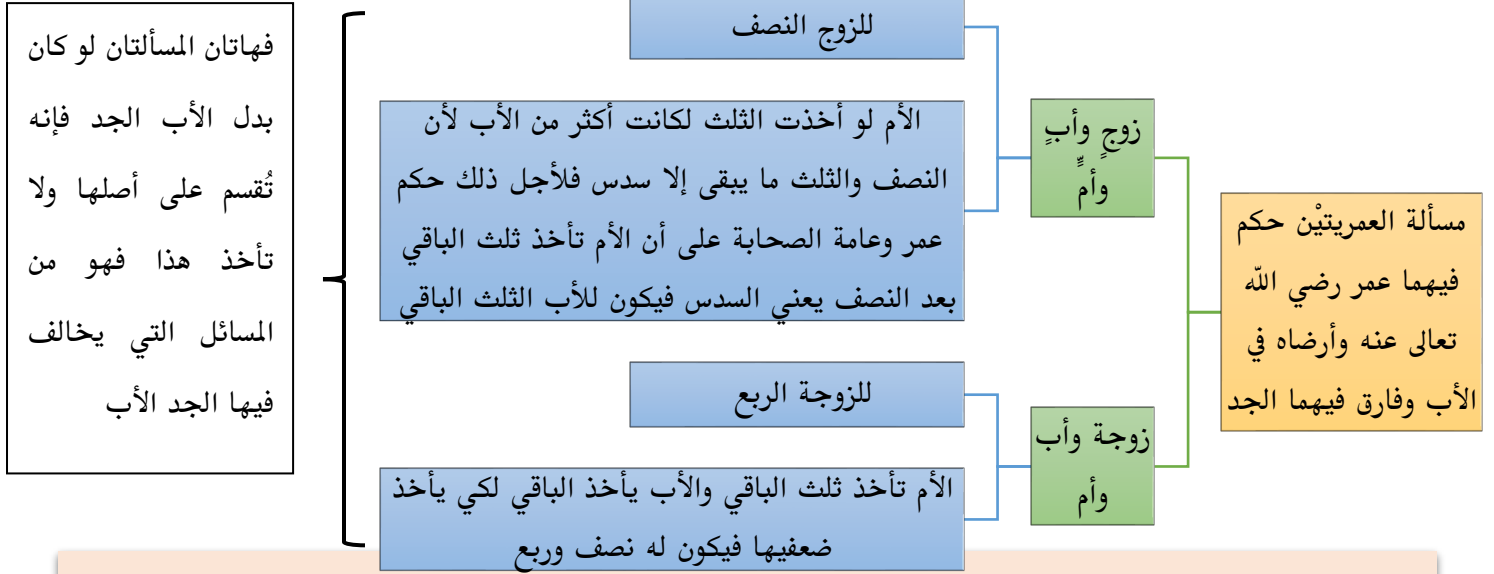 مسألة العمريتيْن حكم
فيهما عمر رضي الله
تعالى عنه وأرضاه في
الأب وفارق فيهما الجد
زوجٍ وأبٍ
وأمٍّ
للزوج النصف
الأم لو أخذت الثلث لكانت أكثر من الأب لأن
النصف والثلث ما يبقى إلا سدس فلأجل ذلك حكم
عمر وعامة الصحابة على أن الأم تأخذ ثلث الباقي
بعد النصف يعني السدس فيكون للأب الثلث الباقي
زوجة وأب
وأم
للزوجة الربع
الأم تأخذ ثلث الباقي والأب يأخذ الباقي لكي يأخذ
ضعفيها فيكون له نصف وربع
فهاتان المسألتان لو كان
بدل الأب الجد فإنه
تُقسم على أصلها ولا
تأخذ هذا فهو من
المسائل التي يخالف
فيها الجد الأب